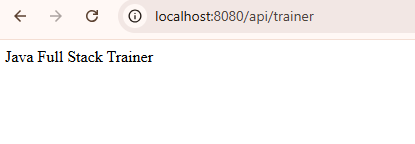 localhost:8080/api/trainer
Java Full Stack Trainer